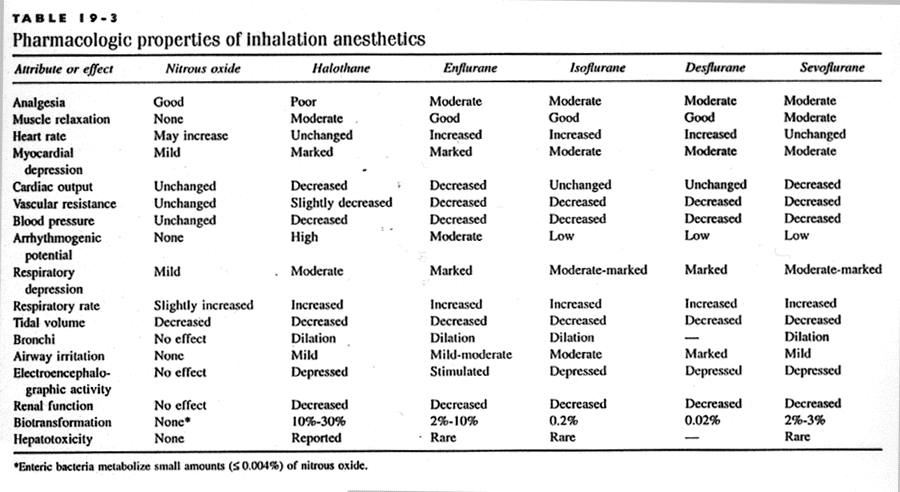 TABLE 19-3
Pharmacologic properties of inhalation anesthetics
Attribute or effect Nitrous oxide Halothane Enflurane Isoflurane Desflurane Sevoflurane
Analgesia Good Poor Moderate Moderate Moderate Moderate
Muscle relaxation None Moderate Good Good Good Moderate
Heart rate May increase Unchanged Increased Increased Increased Unchanged
Myocardial Mild Marked Marked Moderate Moderate Moderate
depression
Cardiac output Unchanged Decreased Decreased Unchanged Unchanged Decreased
Vascular resistance Unchanged Slightly decreased Decreased Decreased Decreased Decreased
Blood pressure Unchanged Decreased Decreased Decreased Decreased Decreased
Arrhythmogenic None High Moderate Low Low Low
potential
Respiratory Mild Moderate Marked Moderate-marked Marked Moderate-marked
depression
Respiratory rate Slightly increased Increased Increased Increased Increased Increased
Tidal volume Decreased Decreased Decreased Decreased Decreased Decreased
Bronchi No effect Dilation Dilation Dilation — Dilation
Airway irritation None Mild Mild-moderate Moderate Marked Mild
Electroencephalo- No effect Depressed Stimulated Depressed Depressed Depressed
graphic activity
Renal function No effect Decreased Decreased Decreased Decreased Decreased
Biotransformation None* 10%-30% 2%-10% 0.2% 0.02% 2%-3%
Hepatotoxicity None Reported Rare Rare — Rare
*Enteric bacteria metabolize small amounts (≤ 0.004%) of nitrous oxide.